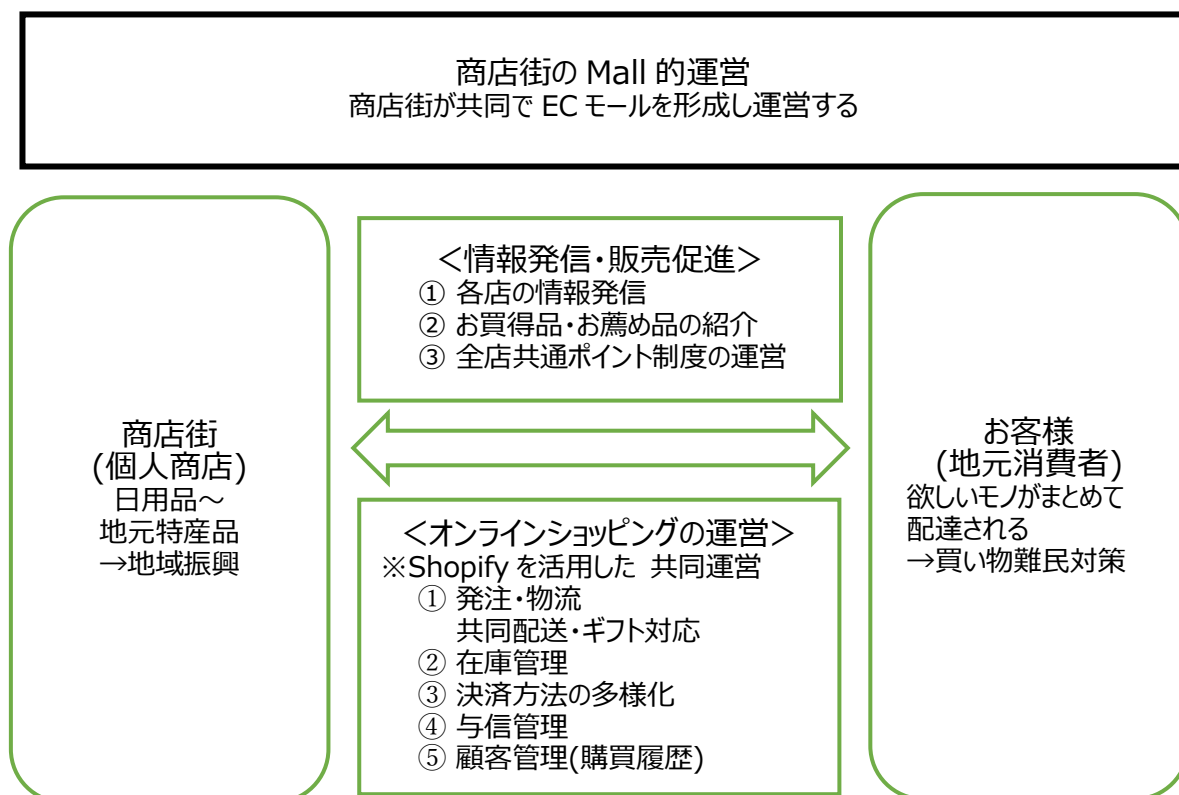 商店街の Mall 的運営
商店街が共同で EC モールを形成し運営する
商店街
(個人商店)
日用品～
地元特産品
→地域振興
＜情報発信・販売促進＞
① 各店の情報発信
② お買得品・お薦め品の紹介
③ 全店共通ポイント制度の運営
＜オンラインショッピングの運営＞
※Shopify を活用した 共同運営
① 発注・物流
共同配送・ギフト対応
② 在庫管理
③ 決済方法の多様化
④ 与信管理
⑤ 顧客管理(購買履歴)
お客様
(地元消費者)
欲しいモノがまとめて
配達される
→買い物難民対策